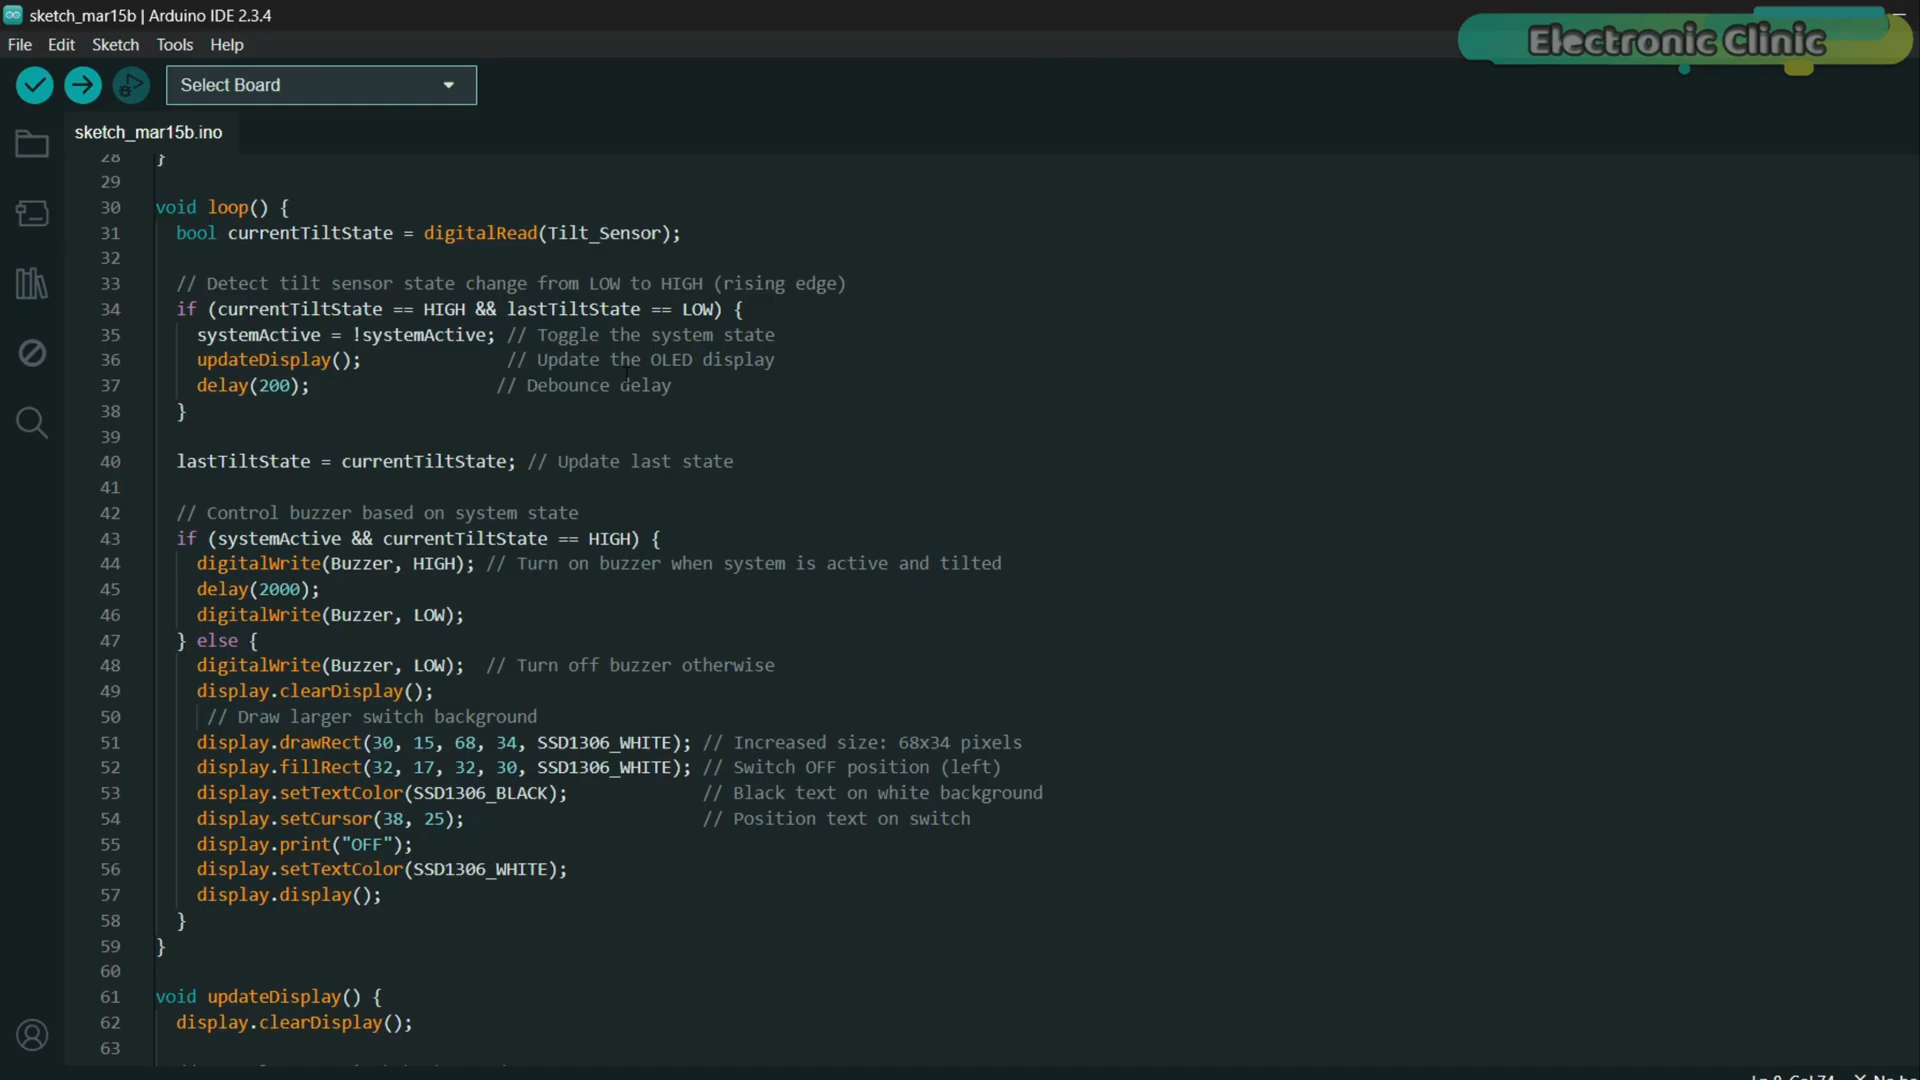 sketch_mar15b | Arduino IDE 2.3.4
Electronic Clinic
File Edit Sketch Tools Help
Select Board
sketch_mar15b.ino
28 }
29
30 void loop() {
31 bool currentTiltState = digitalRead(Tilt_Sensor);
32
33 // Detect tilt sensor state change from LOW to HIGH (rising edge)
34 if (currentTiltState == HIGH && lastTiltState == LOW) {
35 systemActive = !systemActive; // Toggle the system state
36 updateDisplay(); // Update the OLED display
37 delay(200); // Debounce delay
38 }
39
40 lastTiltState = currentTiltState; // Update last state
41
42 // Control buzzer based on system state
43 if (systemActive && currentTiltState == HIGH) {
44 digitalWrite(Buzzer, HIGH); // Turn on buzzer when system is active and tilted
45 delay(2000);
46 digitalWrite(Buzzer, LOW);
47 } else {
48 digitalWrite(Buzzer, LOW); // Turn off buzzer otherwise
49 display.clearDisplay();
50 // Draw larger switch background
51 display.drawRect(30, 15, 68, 34, SSD1306_WHITE); // Increased size: 68x34 pixels
52 display.fillRect(32, 17, 32, 30, SSD1306_WHITE); // Switch OFF position (left)
53 display.setTextColor(SSD1306_BLACK); // Black text on white background
54 display.setCursor(38, 25); // Position text on switch
55 display.print("OFF");
56 display.setTextColor(SSD1306_WHITE);
57 display.display();
58 }
59 }
60
61 void updateDisplay() {
62 display.clearDisplay();
63